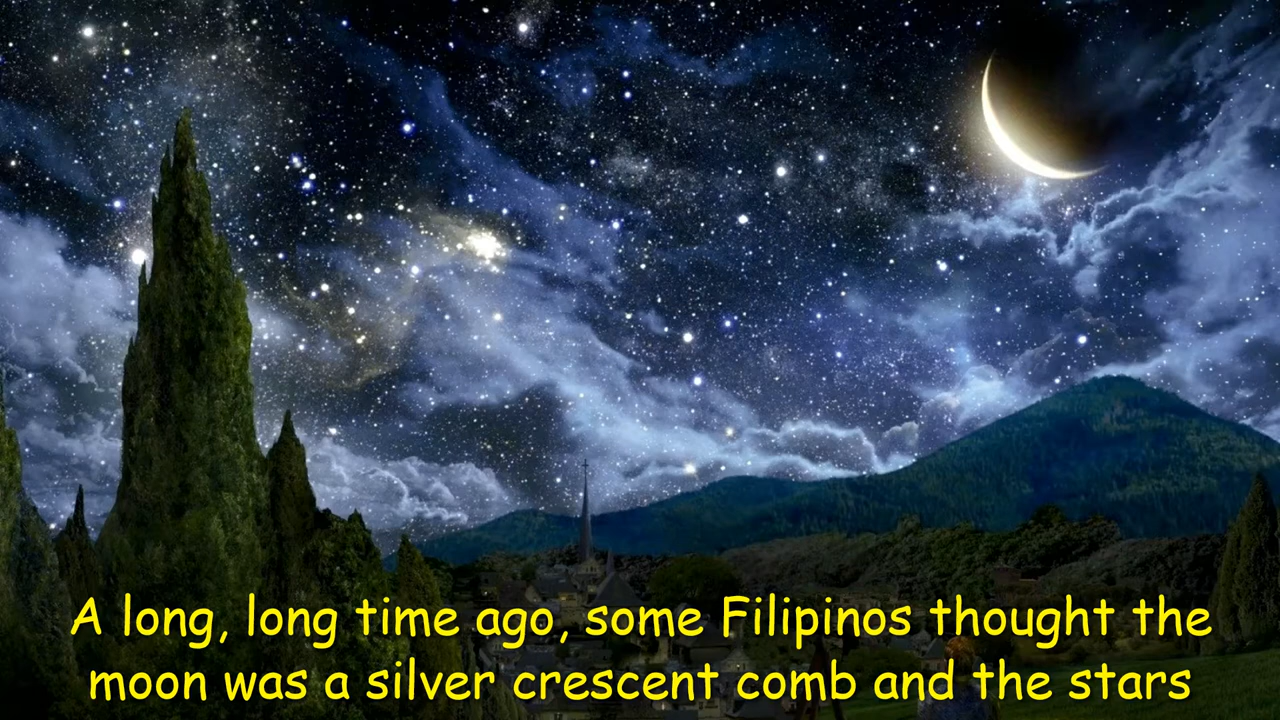 A long, long time ago, some Filipinos thought the
moon was a silver crescent comb and the stars